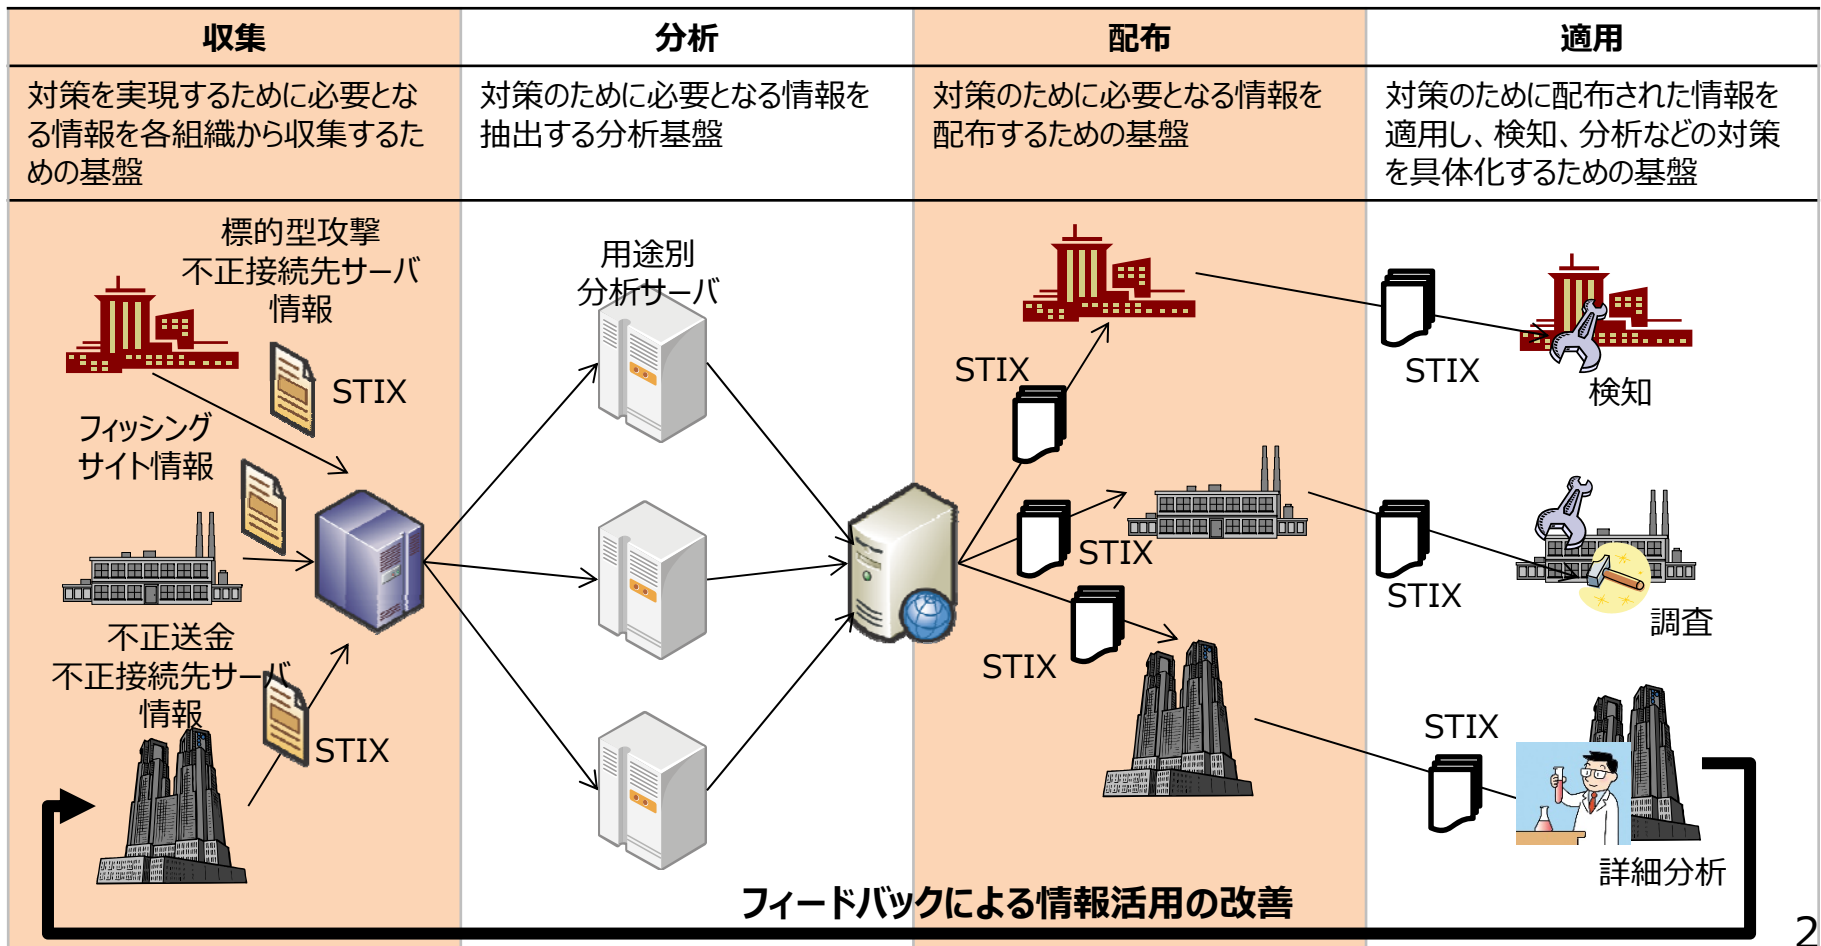 収集
分析
配布
適用
対策を実現するために必要とな
る情報を各組織から収集するた
めの基盤
対策のために必要となる情報を
抽出する分析基盤
対策のために必要となる情報を
配布するための基盤
対策のために配布された情報を
適用し、検知、分析などの対策
を具体化するための基盤
標的型攻撃
不正接続先サーバ
情報
STIX
フィッシング
サイト情報
不正送金
不正接続先サーバ
情報
STIX
用途別
分析サーバ
STIX
STIX
STIX
STIX
検知
STIX
調査
STIX
詳細分析
フィードバックによる情報活用の改善
2